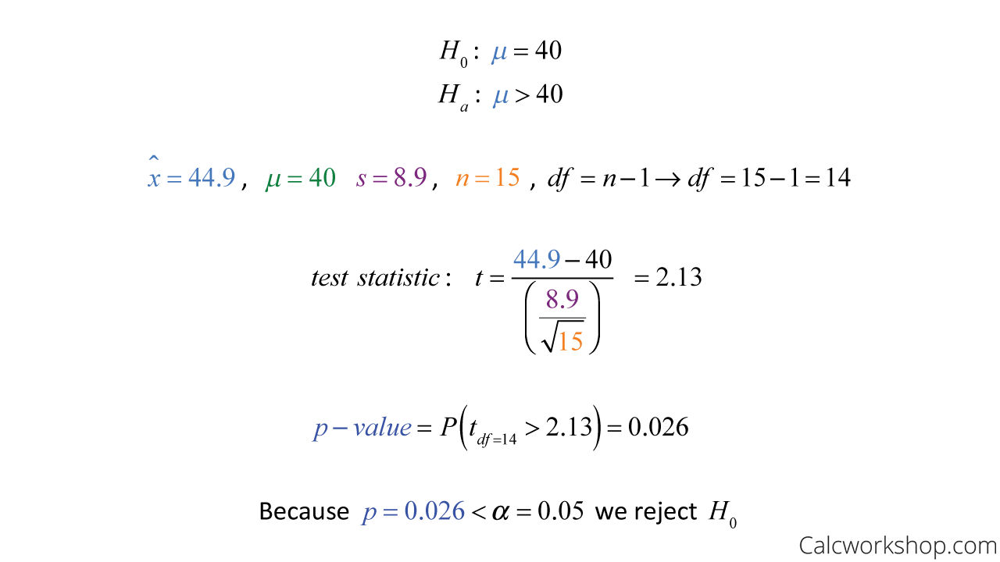 H₀: μ = 40
Hₐ: μ > 40
x̂ = 44.9, μ = 40 s = 8.9, n = 15, df = n − 1 → df = 15 − 1 = 14
test statistic: t = (44.9 − 40) / (8.9 / √15) = 2.13
p − value = P(t_df=14 > 2.13) = 0.026
Because p = 0.026 < α = 0.05 we reject H₀
Calcworkshop.com